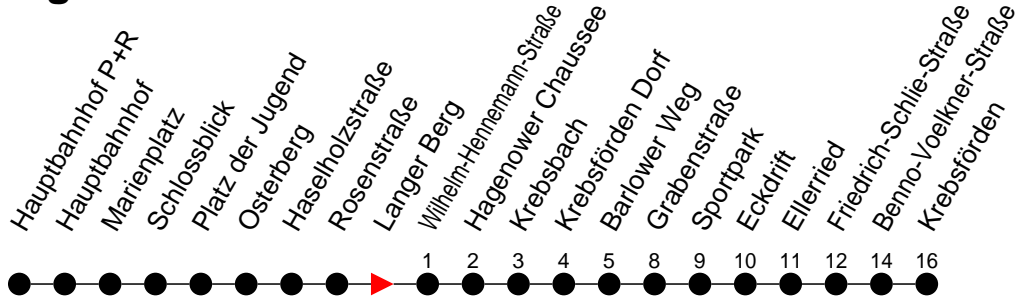 Hauptbahnhof P+R
Hauptbahnhof
Marienplatz
Schlossblick
Platz der Jugend
Osterberg
Haselholzstraße
Rosenstraße
Langer Berg
Wilhelm-Hennemann-Straße
Hagenower Chaussee
Krebsbach
Krebsförden Dorf
Barlower Weg
Grabenstraße
Sportpark
Eckdrift
Ellerried
Friedrich-Schlie-Straße
Benno-Voelkner-Straße
Krebsförden
1 2 3 4 5 8 9 10 11 12 14 16